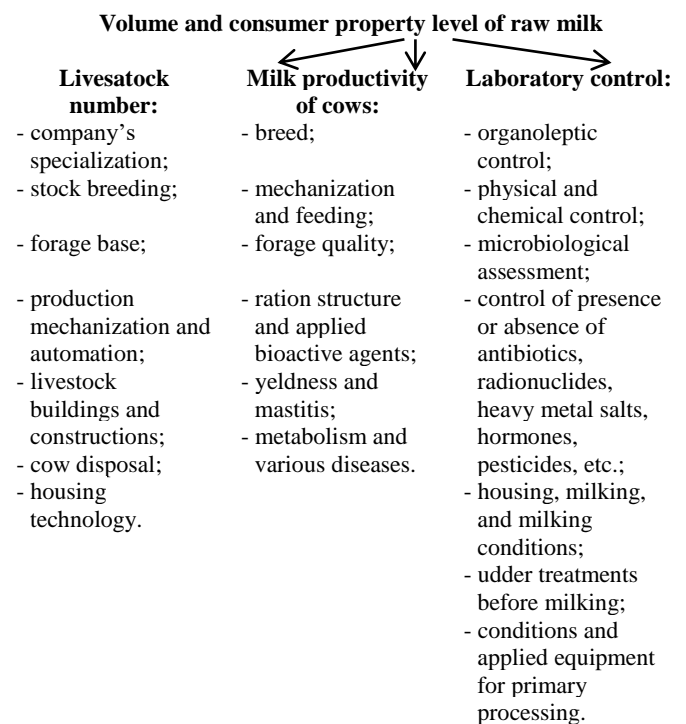 Volume and consumer property level of raw milk
Livesatock
number:
- company's
specialization;
- stock breeding;
- forage base;
- production
mechanization and
automation;
- livestock
buildings and
constructions;
- cow disposal;
- housing
technology.
Milk productivity
of cows:
- breed;
- mechanization
and feeding;
- forage quality;
- ration structure
and applied
bioactive agents;
- yeldness and
mastitis;
- metabolism and
various diseases.
Laboratory control:
- organoleptic
control;
- physical and
chemical control;
- microbiological
assessment;
- control of presence
or absence of
antibiotics,
radionuclides,
heavy metal salts,
hormones,
pesticides, etc.;
- housing, milking,
and milking
conditions;
- udder treatments
before milking;
- conditions and
applied equipment
for primary
processing.